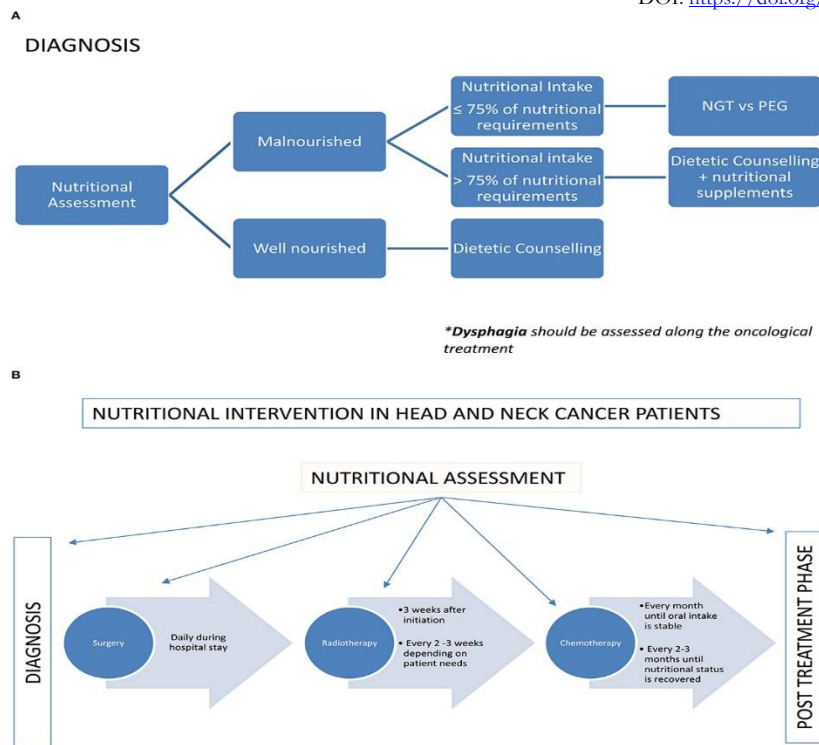 DOI: https://doi.org/
A
DIAGNOSIS
Nutritional Assessment
Malnourished
Well nourished
Nutritional Intake
≤ 75% of nutritional
requirements
Nutritional intake
> 75% of nutritional
requirements
Dietetic Counselling
NGT vs PEG
Dietetic Counselling
+ nutritional
supplements
*Dysphagia should be assessed along the oncological
treatment
B
NUTRITIONAL INTERVENTION IN HEAD AND NECK CANCER PATIENTS
NUTRITIONAL ASSESSMENT
DIAGNOSIS
Surgery
Daily during
hospital stay
Radiotherapy
•3 weeks after
initiation
• Every 2 -3 weeks
depending on
patient needs
Chemotherapy
•Every month
until oral intake
is stable
• Every 2-3
months until
nutritional status
is recovered
POST TREATMENT PHASE